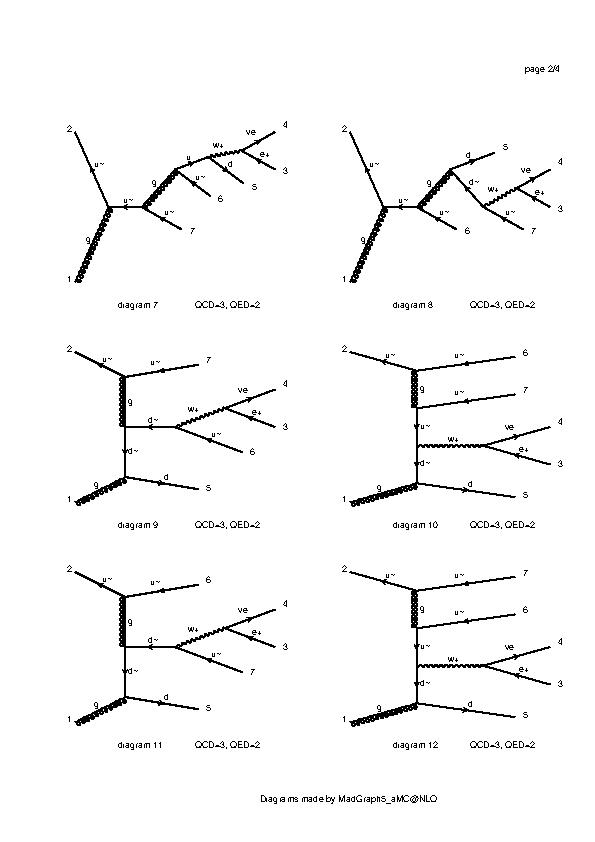 page 2/4
2 u~ g 1 u~ g u~ 7 u~ 6 u d 5 w+ ve 4 e+ 3
diagram 7 QCD=3, QED=2
2 u~ g 1 u~ g u~ 6 d 5 d~ u~ 7 w+ ve 4 e+ 3
diagram 8 QCD=3, QED=2
2 u~ u~ 7 g d~ w+ ve 4 e+ 3 u~ 6 d~ g 1 d 5
diagram 9 QCD=3, QED=2
2 u~ u~ 6 g u~ 7 u~ w+ ve 4 e+ 3 d~ g 1 d 5
diagram 10 QCD=3, QED=2
2 u~ u~ 6 g d~ w+ ve 4 e+ 3 u~ 7 d~ g 1 d 5
diagram 11 QCD=3, QED=2
2 u~ u~ 7 g u~ 6 u~ w+ ve 4 e+ 3 d~ g 1 d 5
diagram 12 QCD=3, QED=2
Diagrams made by MadGraph5_aMC@NLO